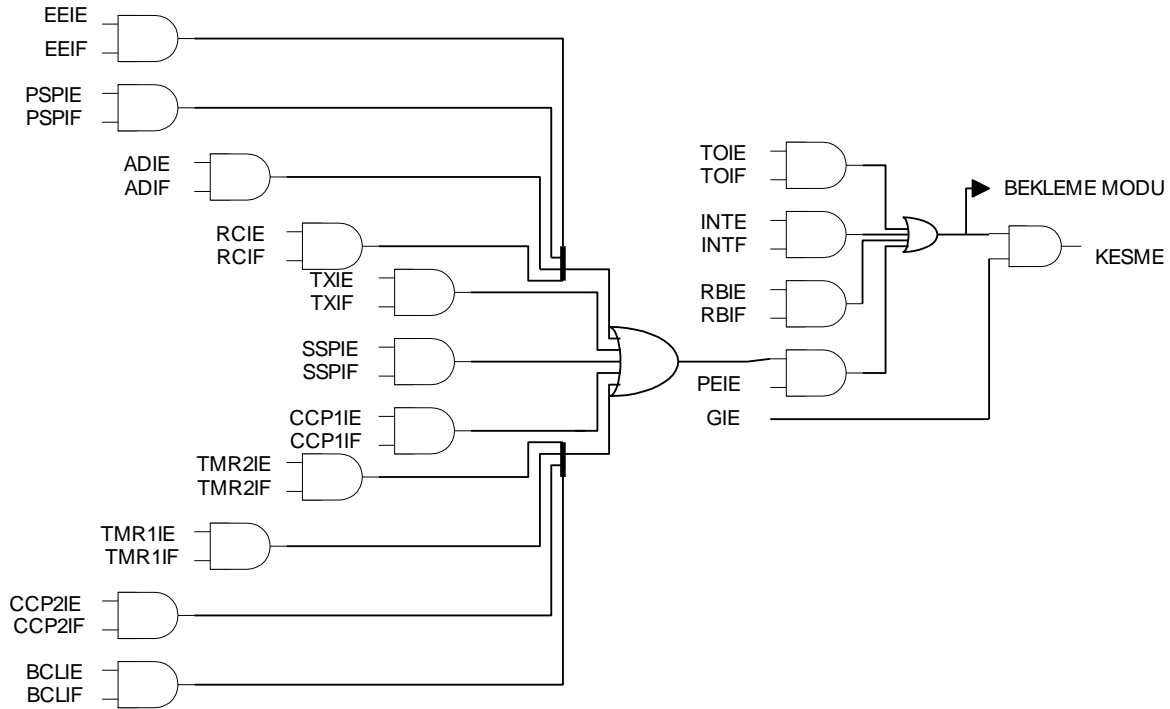 EEIE
EEIF
PSPIE
PSPIF
ADIE
ADIF
RCIE
RCIF
TXIE
TXIF
SSPIE
SSPIF
CCP1IE
CCP1IF
TMR2IE
TMR2IF
TMR1IE
TMR1IF
CCP2IE
CCP2IF
BCLIE
BCLIF
TOIE
TOIF
INTE
INTF
RBIE
RBIF
PEIE
GIE
BEKLEME MODU
KESME